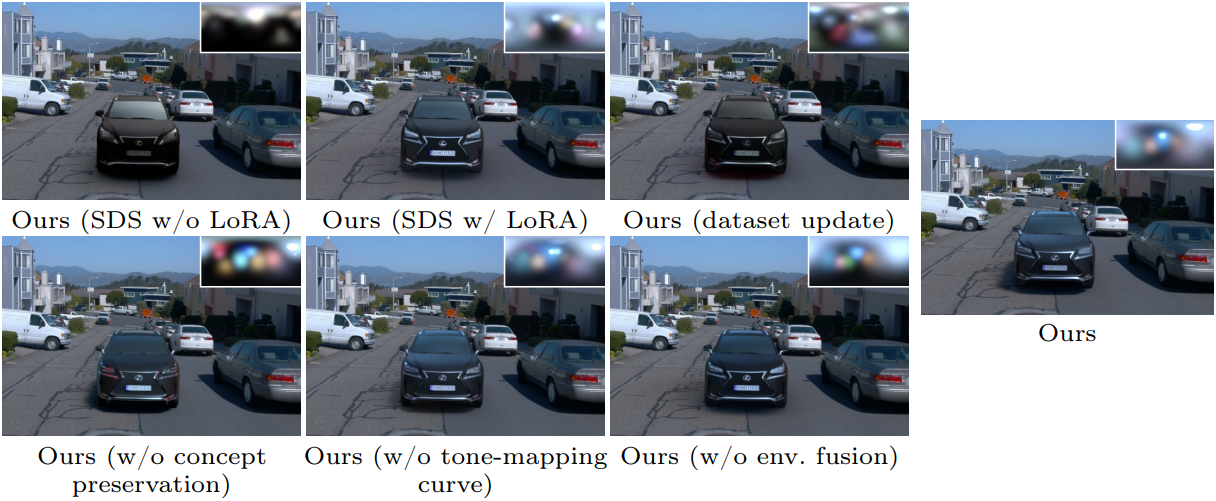 Ours (SDS w/o LoRA)
Ours (SDS w/ LoRA)
Ours (dataset update)
Ours
Ours (w/o concept
preservation)
Ours (w/o tone-mapping
curve)
Ours (w/o env. fusion)